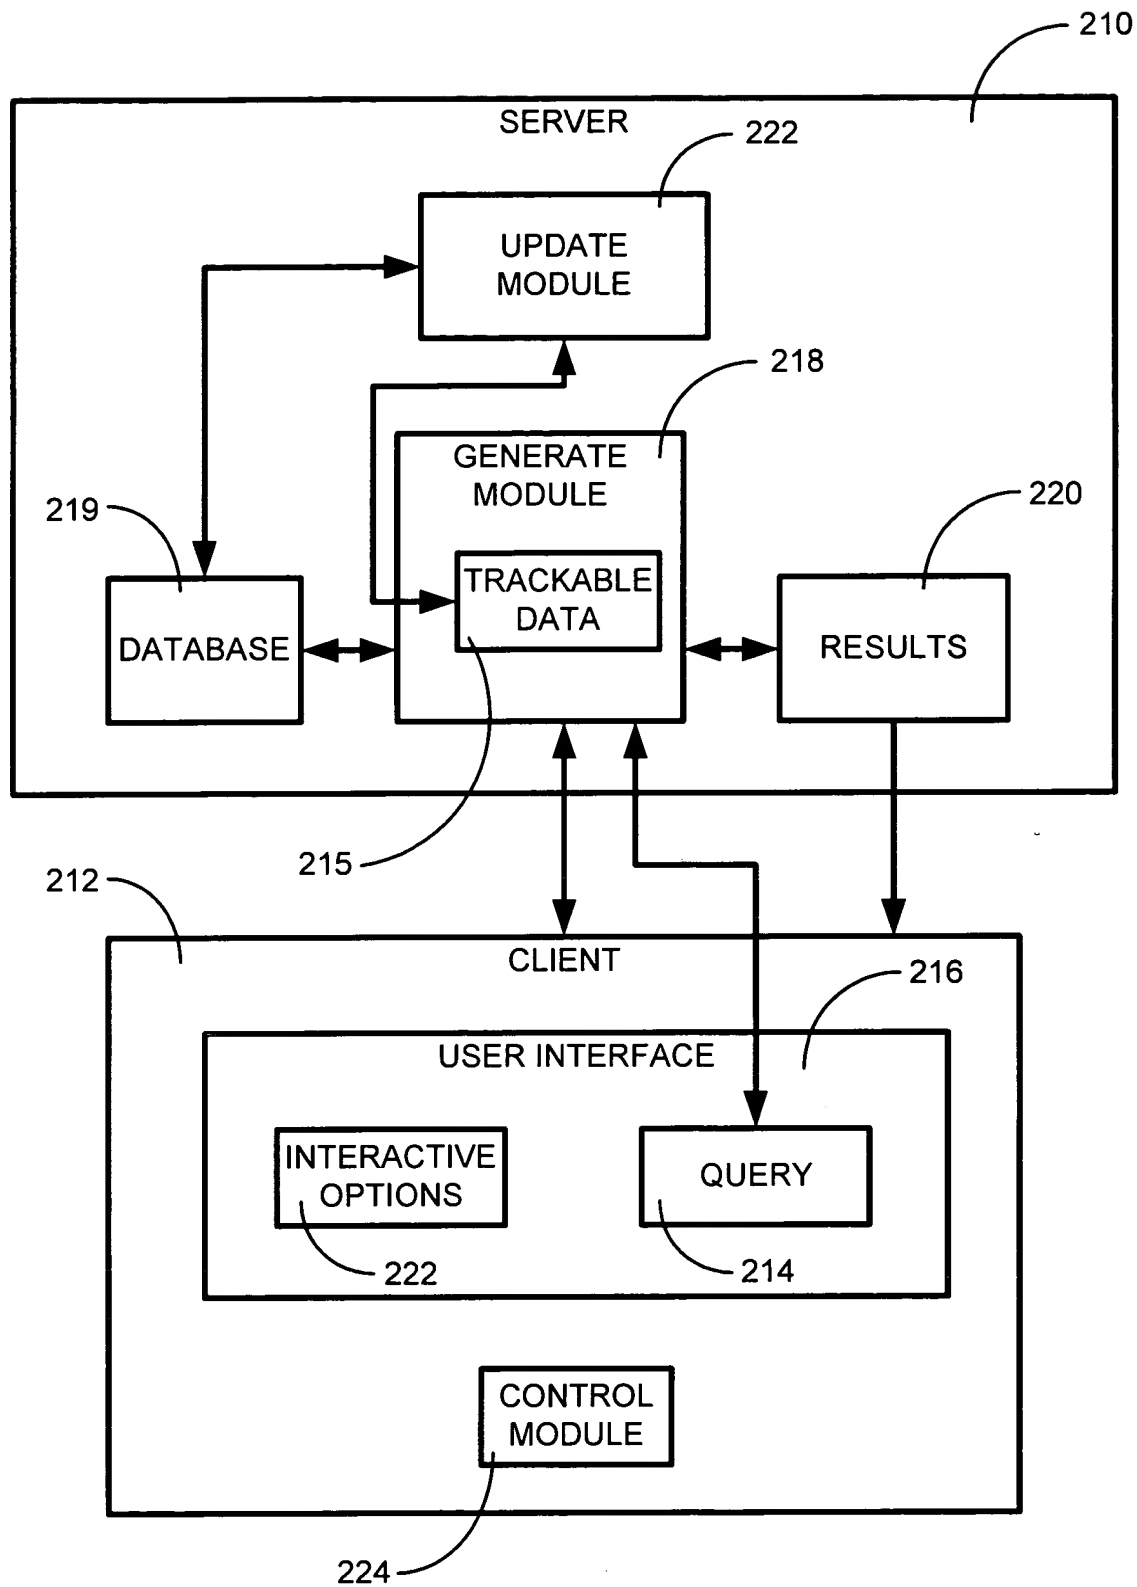 210
SERVER
222
UPDATE
MODULE
218
GENERATE
MODULE
219
220
TRACKABLE
DATA
DATABASE
RESULTS
215
212
CLIENT
216
USER INTERFACE
INTERACTIVE
OPTIONS
QUERY
222
214
CONTROL
MODULE
224